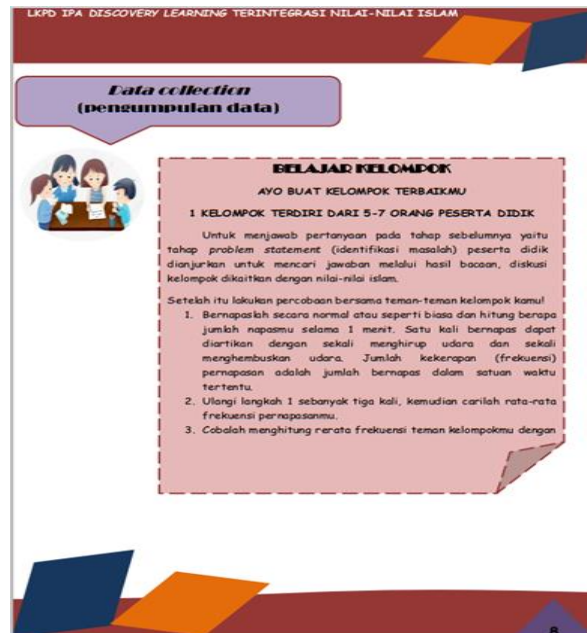 LKPD IPA DISCOVERY LEARNING TERINTEGRASI NILAI-NILAI ISLAM
Data collection
(pengumpulan data)
BELAJAR KELOMPOK
AYO BUAT KELOMPOK TERBAIKMU
1 KELOMPOK TERDIRI DARI 5-7 ORANG PESERTA DIDIK
Untuk menjawab pertanyaan pada tahap sebelumnya yaitu
tahap problem statement (identifikasi masalah) peserta didik
dianjurkan untuk mencari jawaban melalui hasil bacaan, diskusi
kelompok dikaitkan dengan nilai-nilai islam.
Setelah itu lakukan percobaan bersama teman-teman kelompok kamu!
1. Bernapaslah secara normal atau seperti biasa dan hitung berapa
jumlah napasmu selama 1 menit. Satu kali bernapas dapat
diartikan dengan sekali menghirup udara dan sekali
menghembuskan udara. Jumlah kekerapan (frekuensi)
pernapasan adalah jumlah bernapas dalam satuan waktu
tertentu.
2. Ulangi langkah 1 sebanyak tiga kali, kemudian carilah rata-rata
frekuensi pernapasanmu.
3. Cobalah menghitung rerata frekuensi teman kelompokmu dengan
8